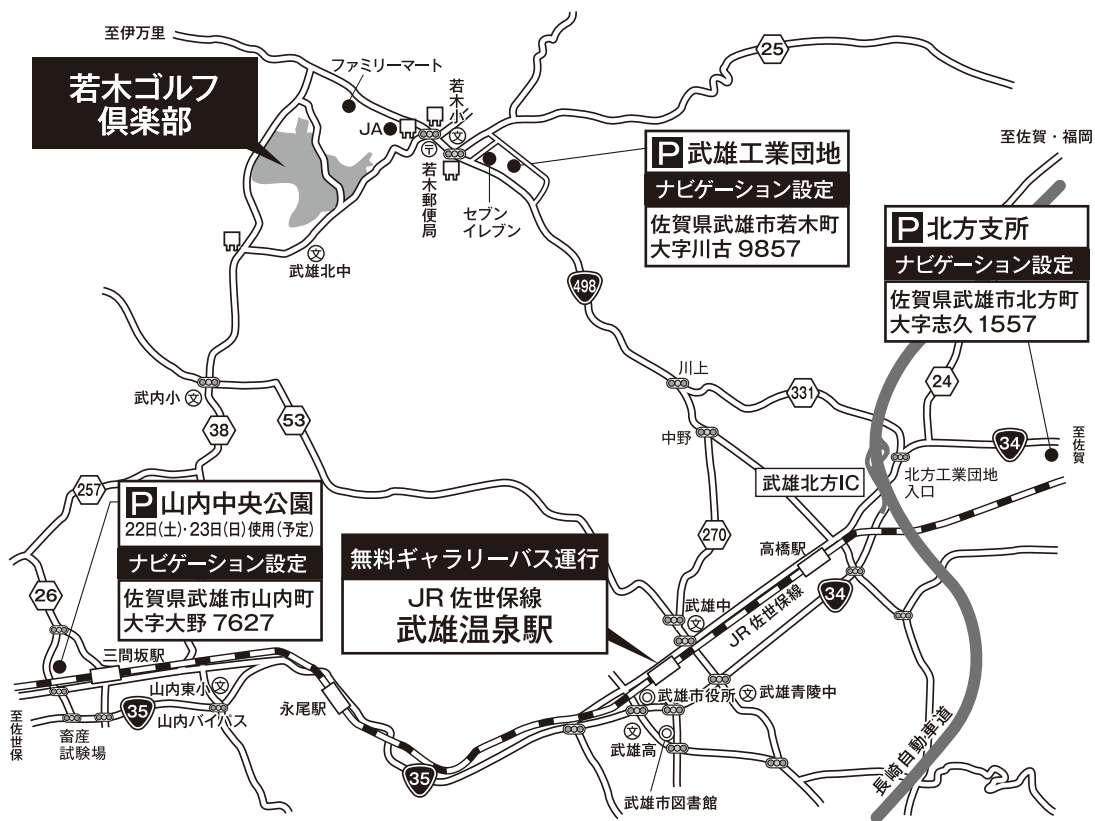 至伊万里
ファミリーマート
若木ゴルフ
倶楽部
JA
若木小
文
〒
若木郵便局
セブン
イレブン
文
武雄北中
25
至佐賀・福岡
P 武雄工業団地
ナビゲーション設定
佐賀県武雄市若木町
大字川古 9857
P 北方支所
ナビゲーション設定
佐賀県武雄市北方町
大字志久 1557
498
川上
331
24
中野
34
至佐賀
北方工業団地
入口
武雄北方IC
270
武内小 文
38
53
257
P 山内中央公園
22日(土)・23日(日)使用(予定)
ナビゲーション設定
佐賀県武雄市山内町
大字大野 7627
26
無料ギャラリーバス運行
JR 佐世保線
武雄温泉駅
高橋駅
34
JR 佐世保線
武雄中
文
三間坂駅
山内東小 文
35
山内バイパス
至佐世保
畜産
試験場
永尾駅
35
武雄市役所
文 武雄青陵中
文
武雄高
武雄市図書館
長崎自動車道